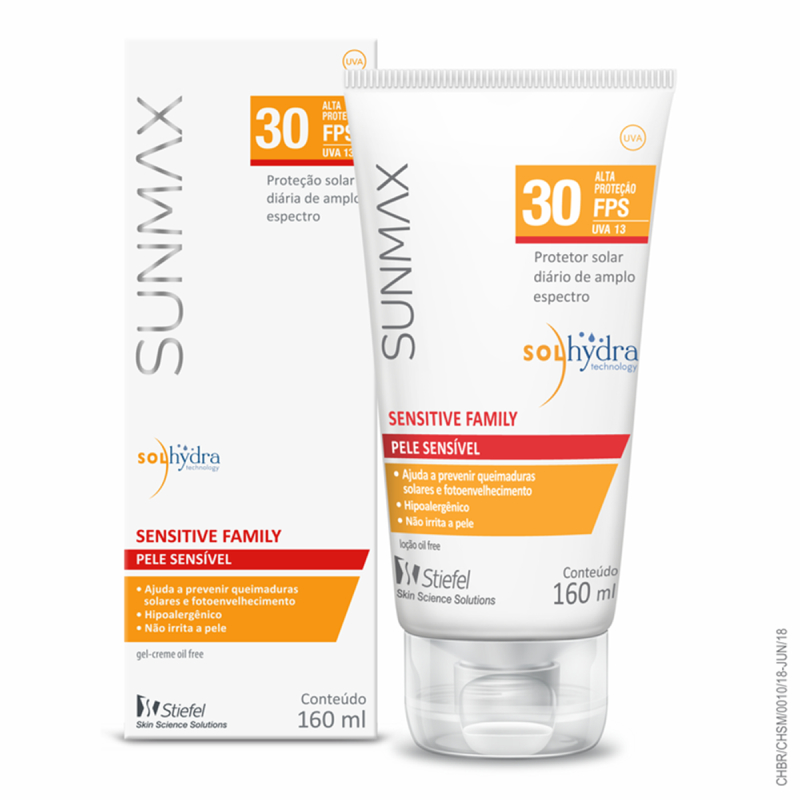 UVA
SUNMAX
30
ALTA
PROTE
FPS
UVA 13
Proteção solar
diária de amplo
espectro
solhydra
technology
SENSITIVE FAMILY
PELE SENSÍVEL
• Ajuda a prevenir queimaduras
solares e fotoenvelhecimento
• Hipoalergênico
• Não irrita a pele
gel-creme oil free
Stiefel
Skin Science Solutions
Conteúdo
160 ml
UVA
SUNMAX
30
ALTA
PROTEÇÃO
FPS
UVA 13
Protetor solar
diário de amplo
espectro
solhydra
technology
SENSITIVE FAMILY
PELE SENSÍVEL
• Ajuda a prevenir queimaduras
solares e fotoenvelhecimento
• Hipoalergênico
• Não irrita a pele
loção oil free
Stiefel
Skin Science Solutions
Conteúdo
160 ml
CHBR/CHSM/0010/18-JUN/18